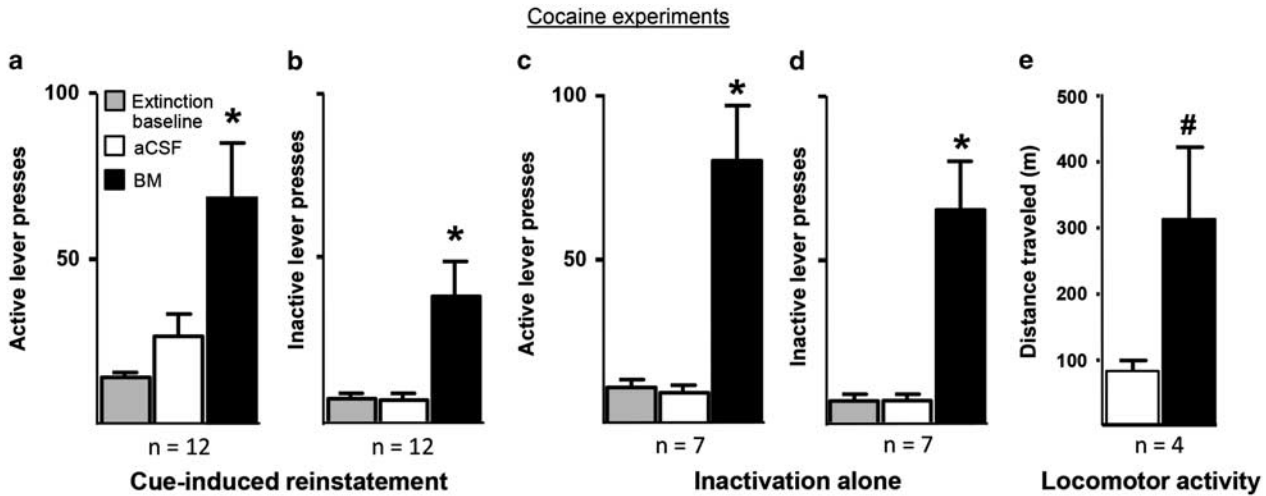 Cocaine experiments
a
b
c
d
e
100
50
Active lever presses
Extinction
baseline
aCSF
BM
*
n = 12
Inactive lever presses
*
n = 12
Cue-induced reinstatement
100
50
Active lever presses
*
n = 7
Inactive lever presses
*
n = 7
Inactivation alone
500
400
300
200
100
Distance traveled (m)
#
n = 4
Locomotor activity